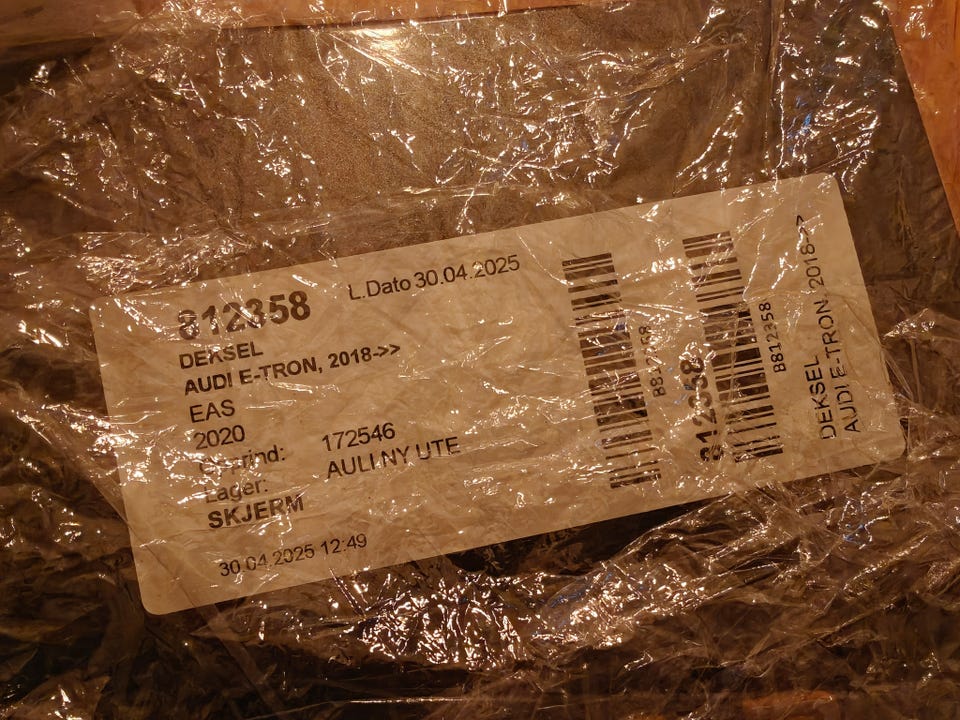 812358 L.Dato 30.04.2025
DEKSEL
AUDI E-TRON, 2018->>
EAS
2020
172546
Lager: AULI NY UTE
SKJERM
30.04.2025 12:49
B812358
812358
B812358
DEKSEL
AUDI E-TRON, 2018->>